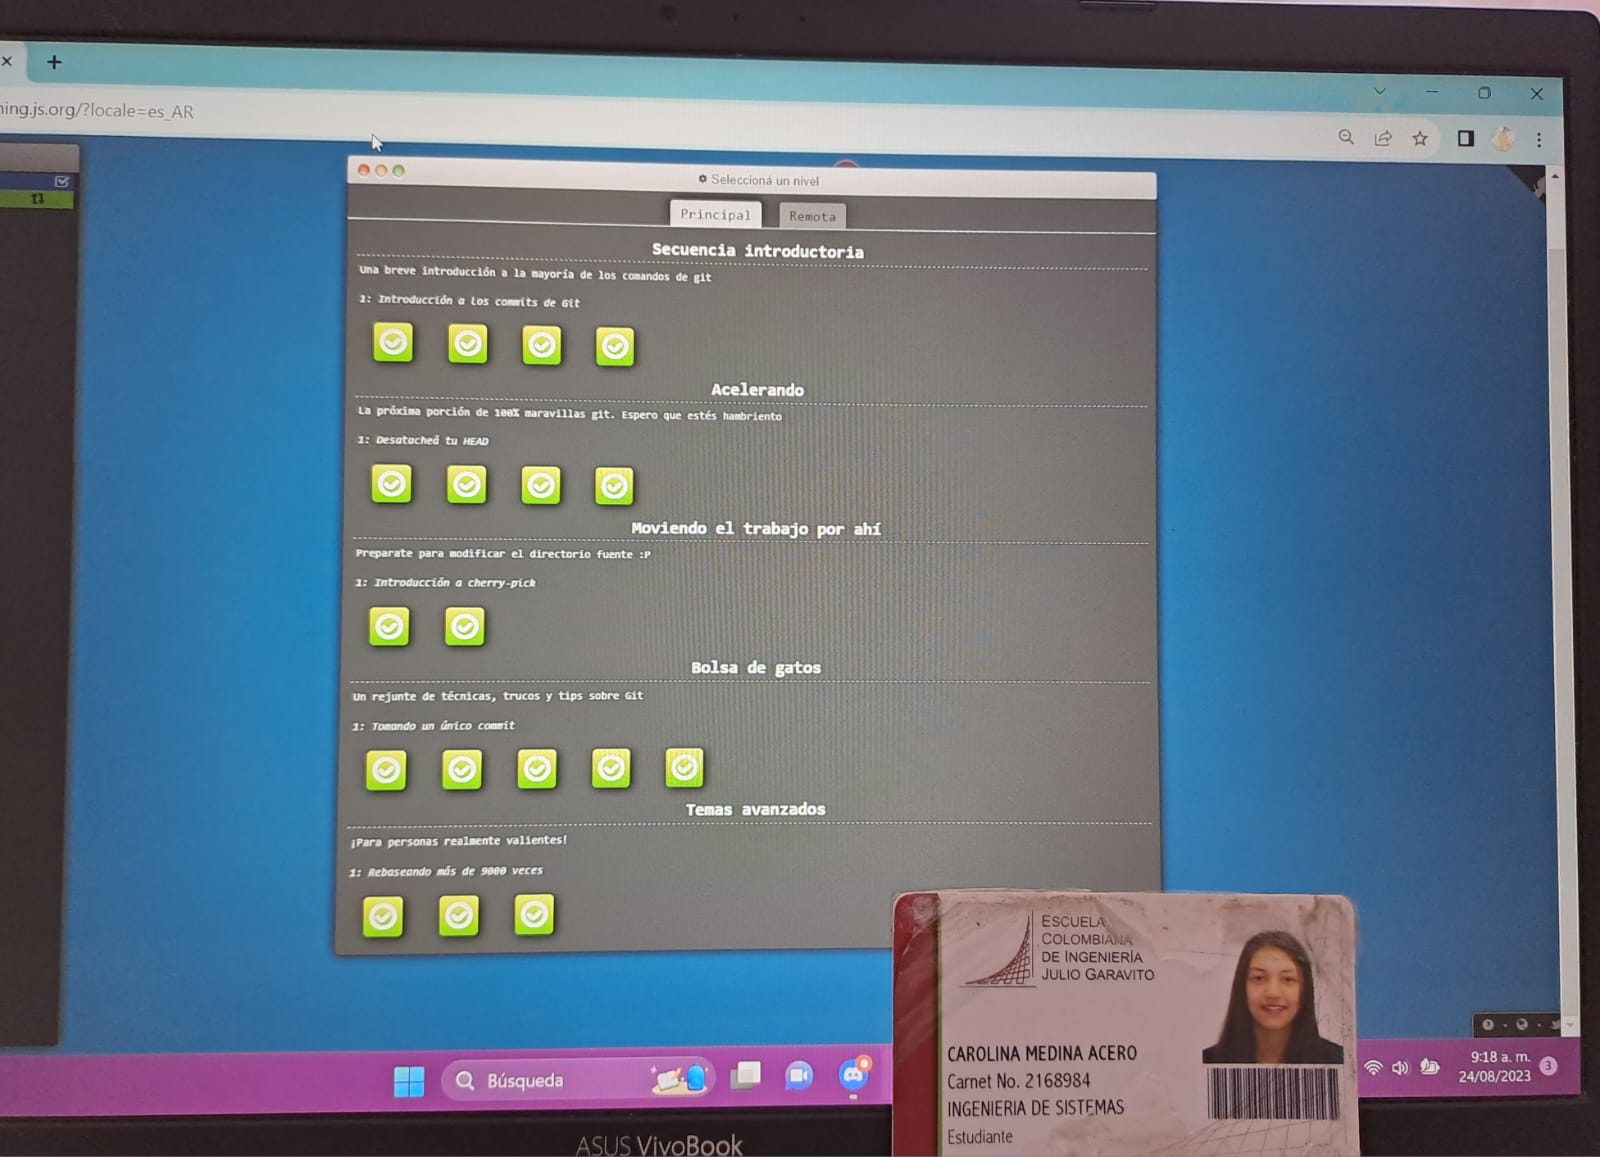 ning.js.org/?locale=es_AR
Seleccioná un nivel
Principal
Remota
Secuencia introductoria
Una breve introducción a la mayoría de los comandos de git
1: Introducción a los commits de Git
Acelerando
La próxima porción de 100% maravillas git. Espero que estés hambriento
1: Desatacheá tu HEAD
Moviendo el trabajo por ahí
Preparate para modificar el directorio fuente :P
1: Introducción a cherry-pick
Bolsa de gatos
Un rejunte de técnicas, trucos y tips sobre Git
1: Tomando un único commit
Temas avanzados
¡Para personas realmente valientes!
1: Rebaseando más de 9000 veces
ESCUELA
COLOMBIANA
DE INGENIERÍA
JULIO GARAVITO
CAROLINA MEDINA ACERO
Carnet No. 2168984
INGENIERIA DE SISTEMAS
Estudiante
Búsqueda
9:18 a. m.
24/08/2023
3
ASUS VivoBook